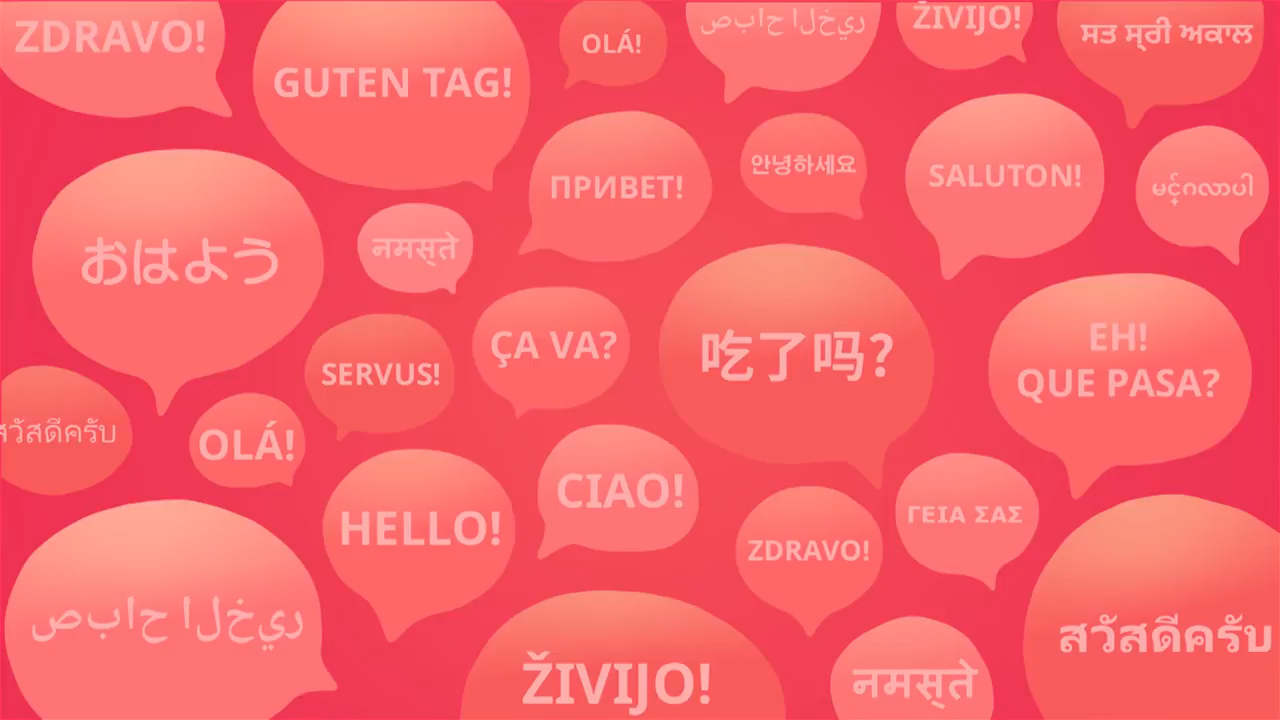 ZDRAVO!
GUTEN TAG!
OLÁ!
صباح الخير
ŽIVIJO!
ਸਤ ਸ੍ਰੀ ਅਕਾਲ
ПРИВЕТ!
안녕하세요
SALUTON!
မင်္ဂလာပါ
おはよう
नमस्ते
SERVUS!
ÇA VA?
吃了吗?
EH!
QUE PASA?
สวัสดีครับ
OLÁ!
HELLO!
CIAO!
ZDRAVO!
ΓΕΙΑ ΣΑΣ
صباح الخير
ŽIVIJO!
नमस्ते
สวัสดีครับ